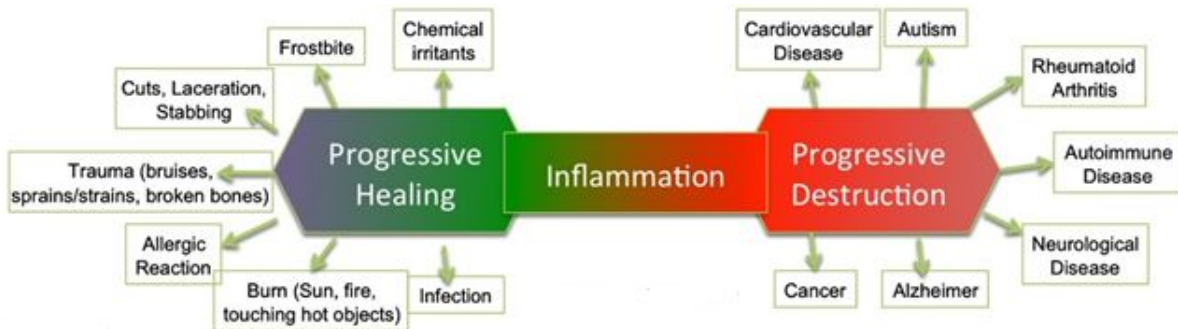 Frostbite
Chemical
irritants
Cuts, Laceration,
Stabbing
Trauma (bruises,
sprains/strains, broken bones)
Allergic
Reaction
Burn (Sun, fire,
touching hot objects)
Infection
Progressive
Healing
Inflammation
Progressive
Destruction
Cardiovascular
Disease
Autism
Rheumatoid
Arthritis
Autoimmune
Disease
Neurological
Disease
Alzheimer
Cancer